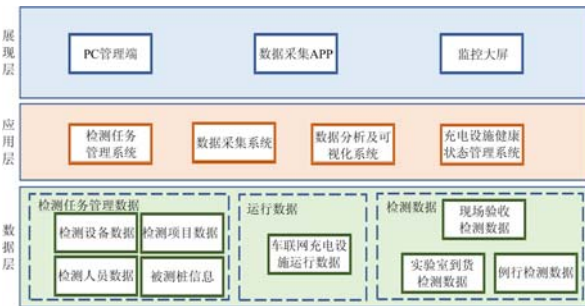 展现层
PC管理端
数据采集APP
监控大屏
应用层
检测任务
管理系统
数据采集系统
数据分析及可
视化系统
充电设施健康
状态管理系统
数据层
检测任务管理数据
检测设备数据
检测项目数据
检测人员数据
被测桩信息
运行数据
车联网充电设
施运行数据
检测数据
现场验收
检测数据
实验室到货
检测数据
例行检测数据